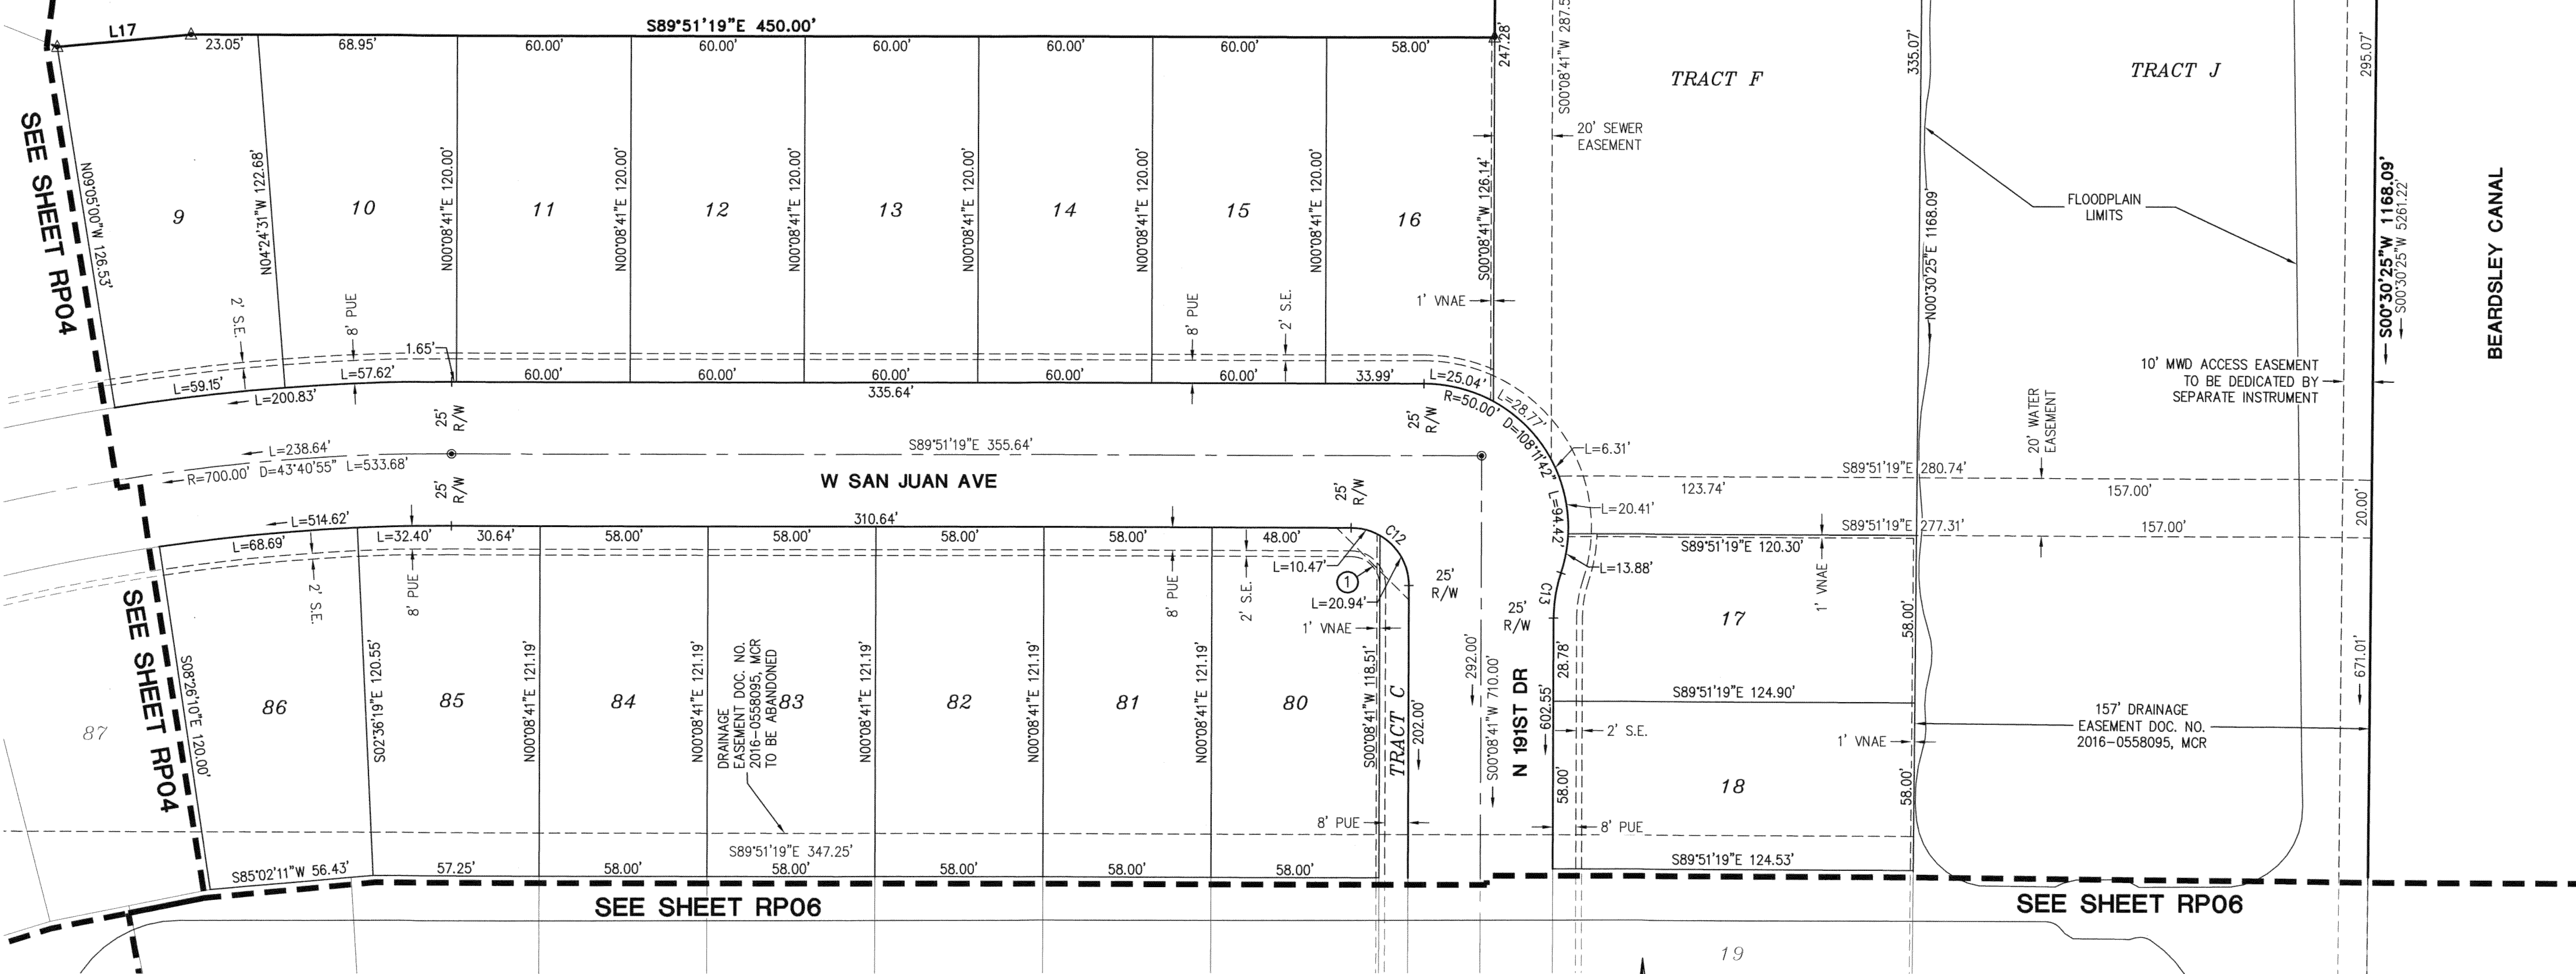 L17
S89°51'19"E 450.00'
23.05'
68.95'
60.00'
60.00'
60.00'
60.00'
60.00'
58.00'
247.28'
S00°08'41"W 287.5
335.07'
295.07'
TRACT F
TRACT J
20' SEWER
EASEMENT
SEE SHEET RP04
N09°05'00"W 126.53'
N04°24'31"W 122.68'
N00°08'41"E 120.00'
N00°08'41"E 120.00'
N00°08'41"E 120.00'
N00°08'41"E 120.00'
N00°08'41"E 120.00'
N00°08'41"E 120.00'
S00°08'41"W 126.14'
9
10
11
12
13
14
15
16
FLOODPLAIN
LIMITS
N00°30'25"E 1168.09'
S00°30'25"W 1168.09'
S00°30'25"W 5261.22'
BEARDSLEY CANAL
2' S.E.
8' PUE
8' PUE
2' S.E.
1' VNAE
1.65'
L=59.15'
L=57.62'
L=200.83'
60.00'
60.00'
60.00'
60.00'
60.00'
33.99'
335.64'
L=25.04'
R=50.00'
L=28.77'
D=108°11'42"
L=94.42'
L=6.31'
L=20.41'
L=13.88'
10' MWD ACCESS EASEMENT
TO BE DEDICATED BY
SEPARATE INSTRUMENT
20' WATER
EASEMENT
25'
R/W
25'
R/W
L=238.64'
R=700.00' D=43°40'55" L=533.68'
S89°51'19"E 355.64'
W SAN JUAN AVE
25'
R/W
25'
R/W
S89°51'19"E 280.74'
123.74'
157.00'
20.00'
S89°51'19"E 277.31'
157.00'
S89°51'19"E 120.30'
L=514.62'
L=68.69'
L=32.40'
30.64'
58.00'
58.00'
310.64'
58.00'
58.00'
48.00'
C12
L=10.47'
1
L=20.94'
1' VNAE
25'
R/W
25'
R/W
C13
2' S.E.
8' PUE
8' PUE
2' S.E.
1' VNAE
17
58.00'
SEE SHEET RP04
S08°26'10"E 120.00'
S02°36'19"E 120.55'
N00°08'41"E 121.19'
N00°08'41"E 121.19'
N00°08'41"E 121.19'
N00°08'41"E 121.19'
N00°08'41"E 121.19'
S00°08'41"W 118.51'
TRACT C
202.00'
292.00'
S00°08'41"W 710.00'
N 191ST DR
602.55'
28.78'
58.00'
87
86
85
84
83
82
81
80
DRAINAGE
EASEMENT DOC. NO.
2016-0558095, MCR
TO BE ABANDONED
S89°51'19"E 124.90'
2' S.E.
1' VNAE
18
58.00'
157' DRAINAGE
EASEMENT DOC. NO.
2016-0558095, MCR
671.01'
8' PUE
8' PUE
S89°51'19"E 347.25'
S89°51'19"E 124.53'
S85°02'11"W 56.43'
57.25'
58.00'
58.00'
58.00'
58.00'
58.00'
SEE SHEET RP06
SEE SHEET RP06
19